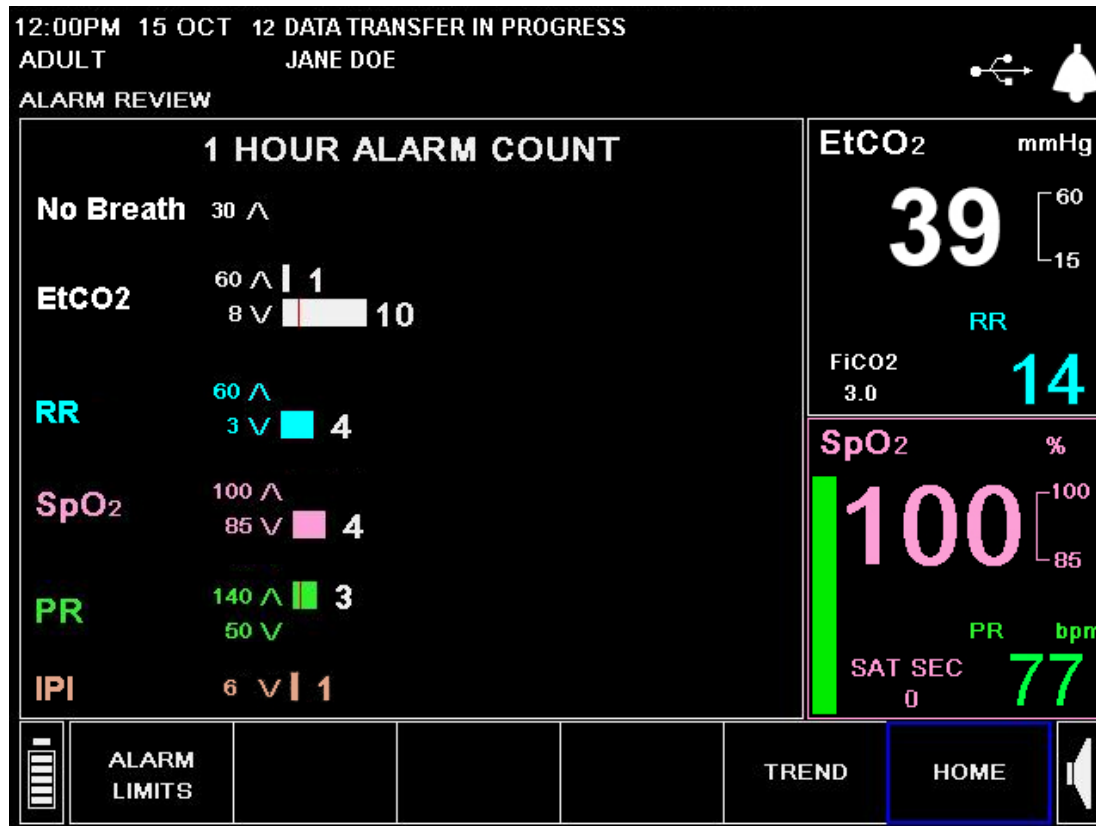 12:00PM 15 OCT 12 DATA TRANSFER IN PROGRESS
ADULT JANE DOE
ALARM REVIEW
1 HOUR ALARM COUNT
No Breath 30
EtCO2 60 1
8 10
RR 60
3 4
SpO2 100
85 4
PR 140 3
50
IPI 6 1
EtCO2 mmHg
39 60
15
RR
FiCO2
3.0 14
SpO2 %
100 100
85
PR bpm
SAT SEC 77
0
ALARM
LIMITS
TREND
HOME